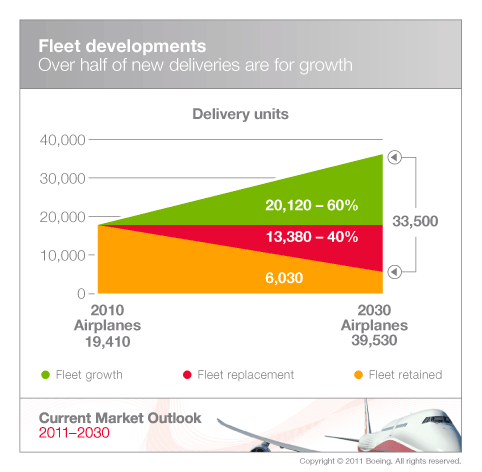 Fleet developments
Over half of new deliveries are for growth
Delivery units
40,000
30,000
20,000
10,000
0
20,120 – 60%
13,380 – 40%
6,030
33,500
2010
Airplanes
19,410
2030
Airplanes
39,530
Fleet growth
Fleet replacement
Fleet retained
Current Market Outlook
2011–2030
Copyright © 2011 Boeing. All rights reserved.